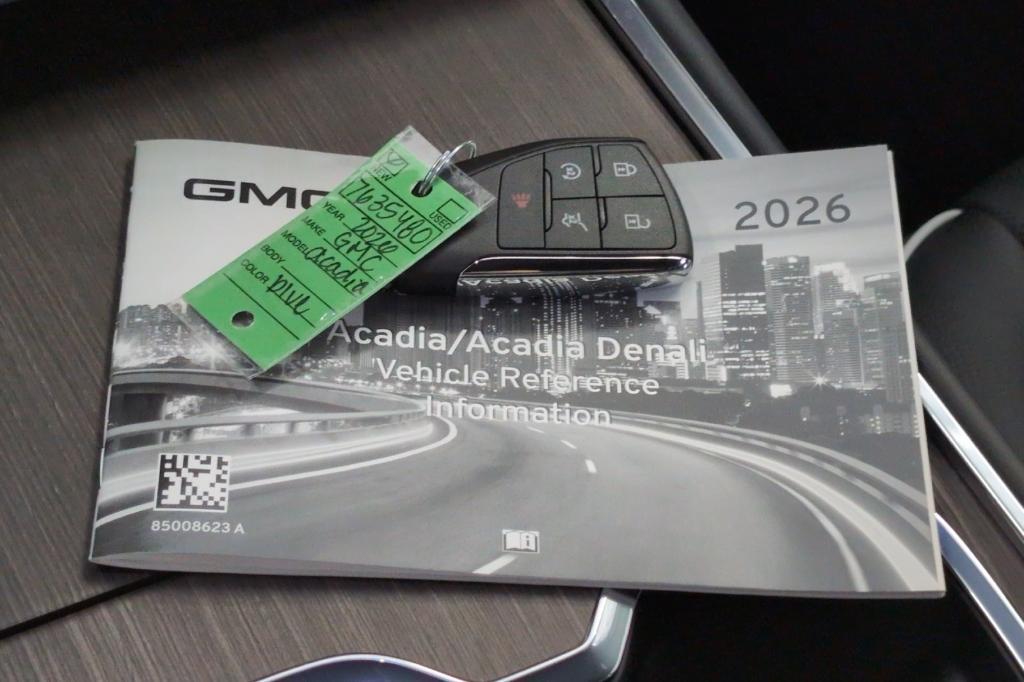 GMC
2026
NEW
USED
7635480
YEAR 2026
MAKE GMC
MODEL acadia
BODY
COLOR blue
Acadia/Acadia Denali
Vehicle Reference
Information
85008623 A